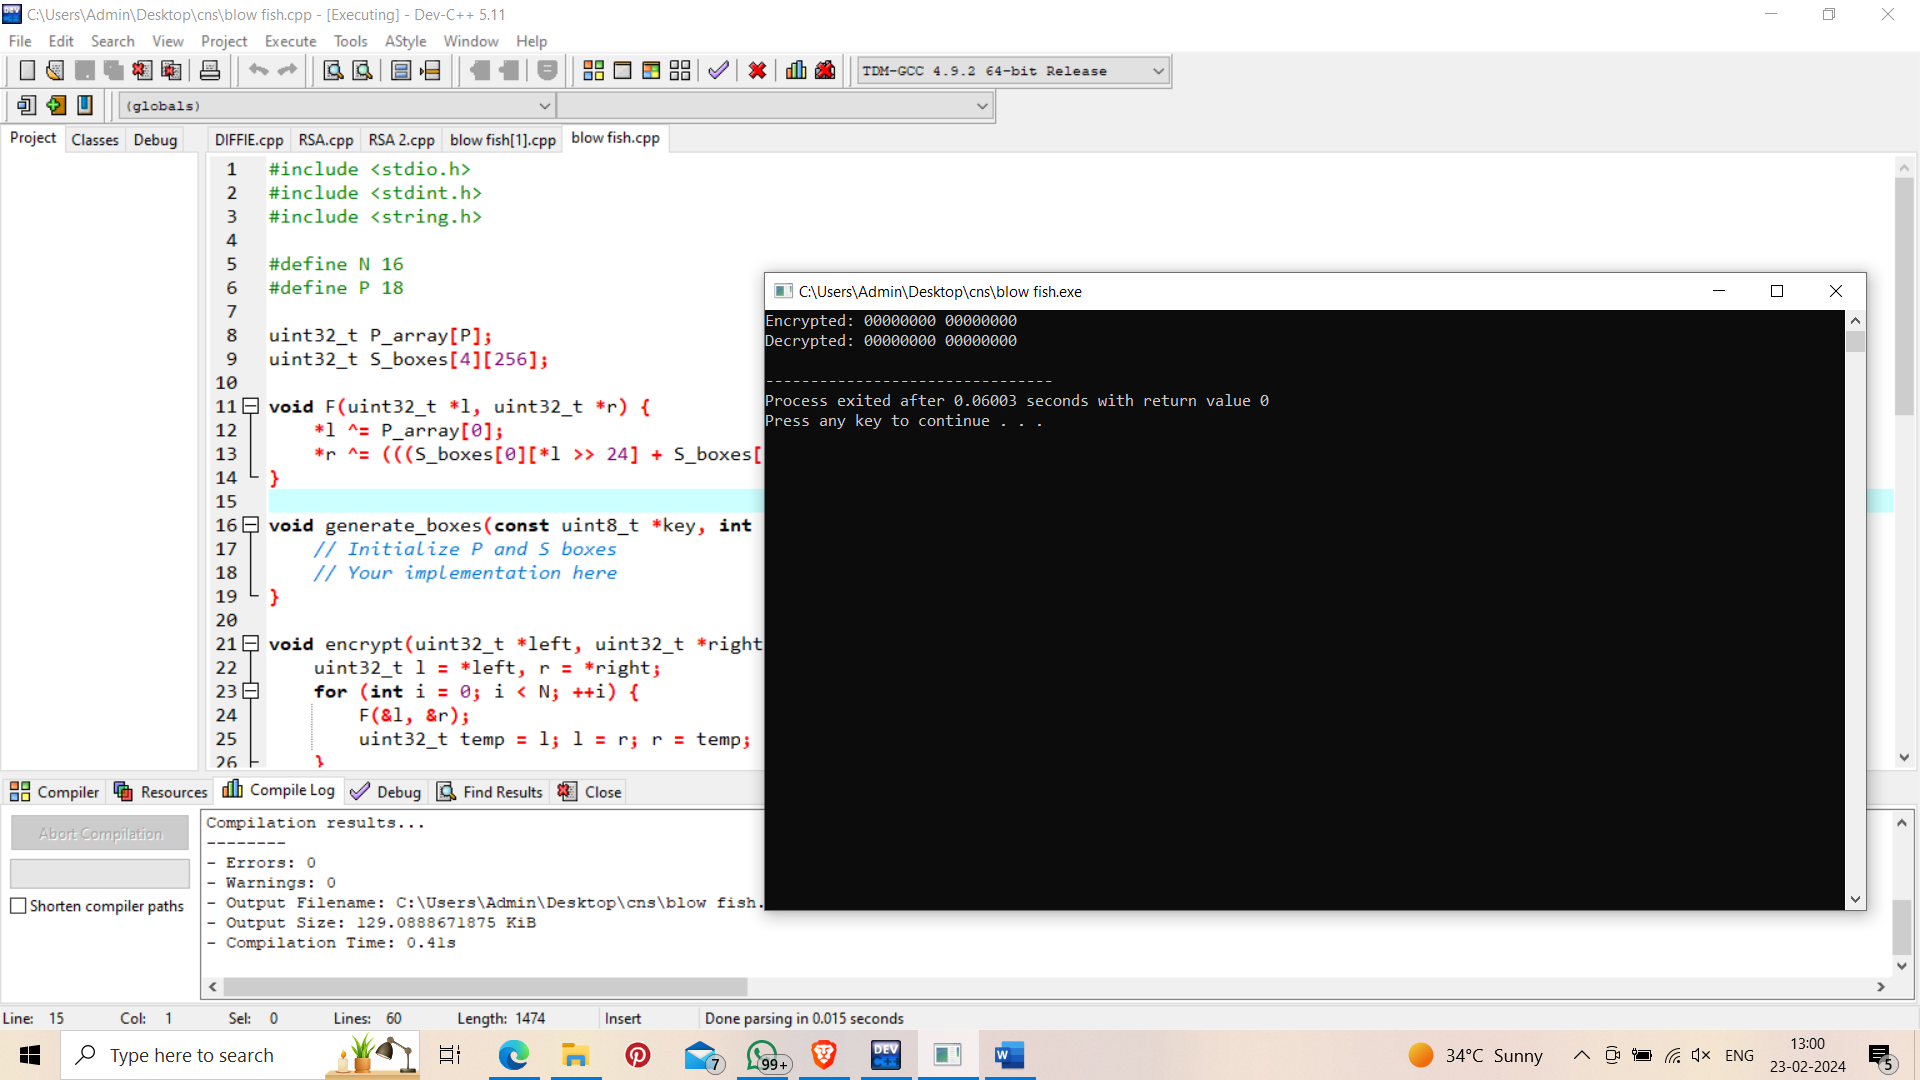 C:\Users\Admin\Desktop\cns\blow fish.cpp - [Executing] - Dev-C++ 5.11
File Edit Search View Project Execute Tools AStyle Window Help
TDM-GCC 4.9.2 64-bit Release
(globals)
Project Classes Debug
DIFFIE.cpp RSA.cpp RSA 2.cpp blow fish[1].cpp blow fish.cpp
1 #include <stdio.h>
2 #include <stdint.h>
3 #include <string.h>
4
5 #define N 16
6 #define P 18
7
8 uint32_t P_array[P];
9 uint32_t S_boxes[4][256];
10
11 void F(uint32_t *l, uint32_t *r) {
12 *l ^= P_array[0];
13 *r ^= (((S_boxes[0][*l >> 24] + S_boxes[
14 }
15
16 void generate_boxes(const uint8_t *key, int
17 // Initialize P and S boxes
18 // Your implementation here
19 }
20
21 void encrypt(uint32_t *left, uint32_t *right
22 uint32_t l = *left, r = *right;
23 for (int i = 0; i < N; ++i) {
24 F(&l, &r);
25 uint32_t temp = l; l = r; r = temp;
26 }
C:\Users\Admin\Desktop\cns\blow fish.exe
Encrypted: 00000000 00000000
Decrypted: 00000000 00000000
--------------------------------
Process exited after 0.06003 seconds with return value 0
Press any key to continue . . .
Compiler Resources Compile Log Debug Find Results Close
Abort Compilation
Shorten compiler paths
Compilation results...
--------
- Errors: 0
- Warnings: 0
- Output Filename: C:\Users\Admin\Desktop\cns\blow fish.
- Output Size: 129.0888671875 KiB
- Compilation Time: 0.41s
Line: 15 Col: 1 Sel: 0 Lines: 60 Length: 1474 Insert Done parsing in 0.015 seconds
Type here to search
7
99+
DEV C++
W
34°C Sunny
ENG
13:00
23-02-2024
5